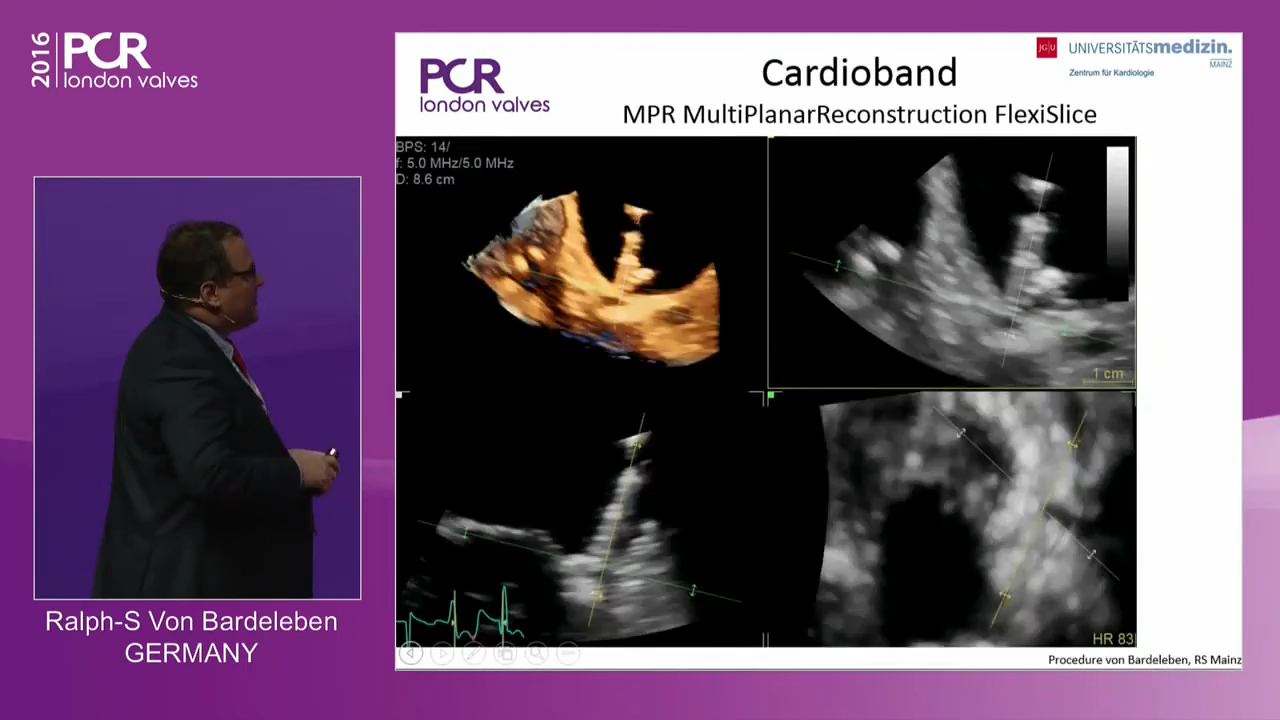 2016
PCR
london valves
PCR
london valves
Cardioband
MPR MultiPlanarReconstruction FlexiSlice
JG|U
UNIVERSITÄTSmedizin.
MAINZ
Zentrum für Kardiologie
BPS: 14/
f: 5.0 MHz/5.0 MHz
D: 8.6 cm
1 cm
HR 83
Procedure von Bardeleben, RS Mainz
Ralph-S Von Bardeleben
GERMANY